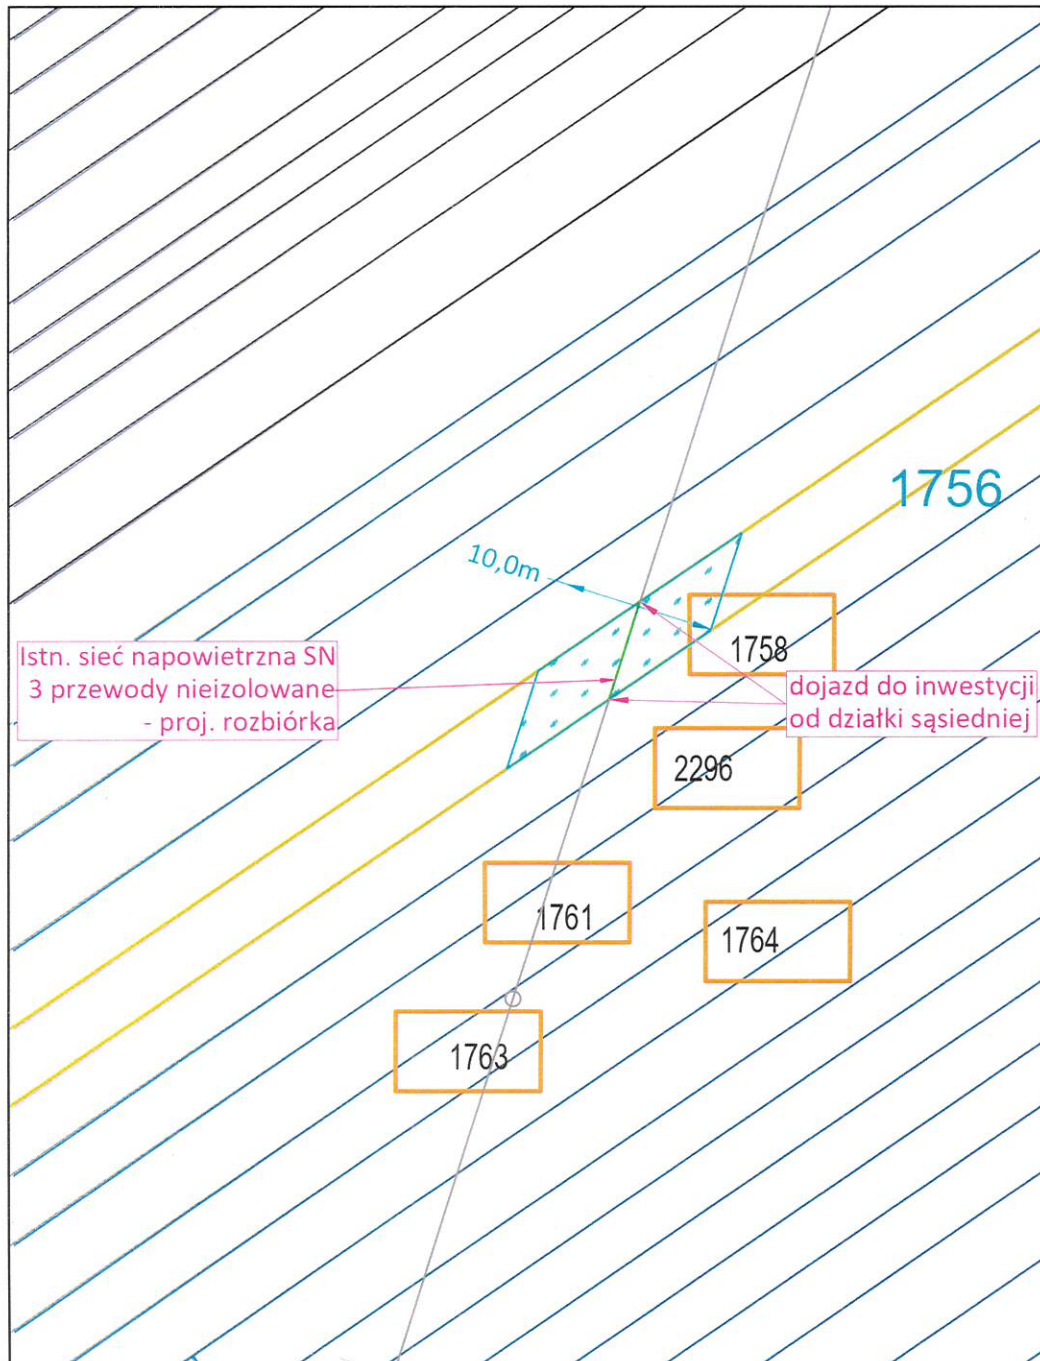 1756
10,0m
1758
Istn. sieć napowietrzna SN
3 przewody nieizolowane
- proj. rozbiórka
dojazd do inwestycji
od działki sąsiedniej
2296
1761
1764
1763